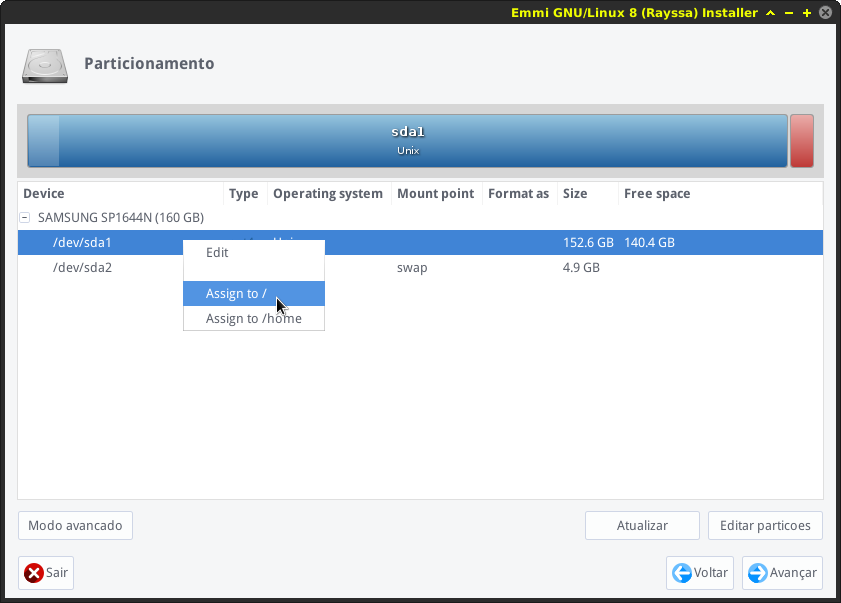 Emmi GNU/Linux 8 (Rayssa) Installer
Particionamento
sda1
Unix
Device Type Operating system Mount point Format as Size Free space
SAMSUNG SP1644N (160 GB)
/dev/sda1 152.6 GB 140.4 GB
Edit
/dev/sda2 swap 4.9 GB
Assign to /
Assign to /home
Modo avancado Atualizar Editar particoes
Sair Voltar Avançar